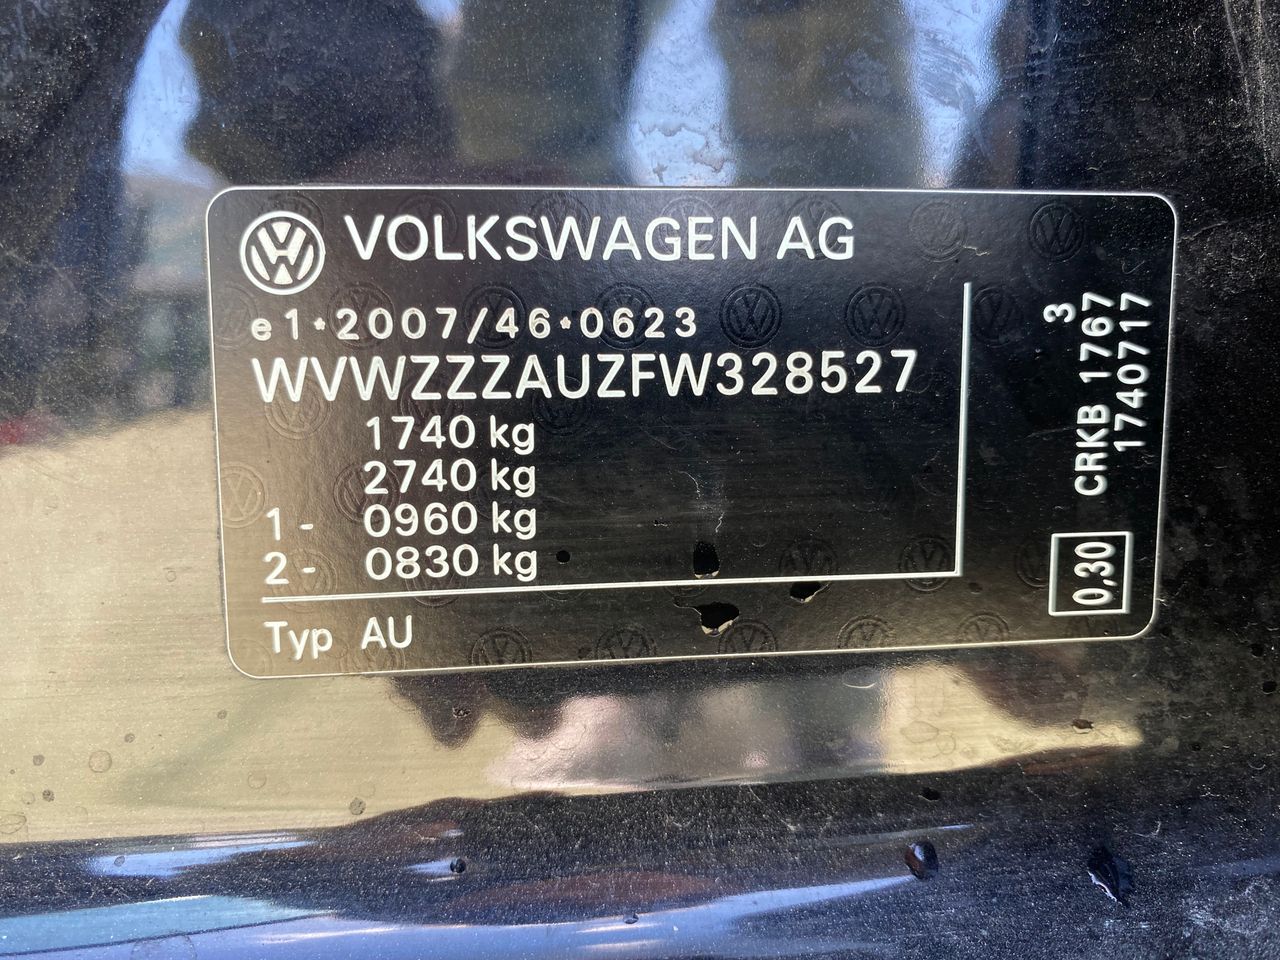 VOLKSWAGEN AG
e1*2007/46*0623
WVWZZZAUZFW328527
1740 kg
2740 kg
1- 0960 kg
2- 0830 kg
Typ AU
3
CRKB 1767
1740717
0,30